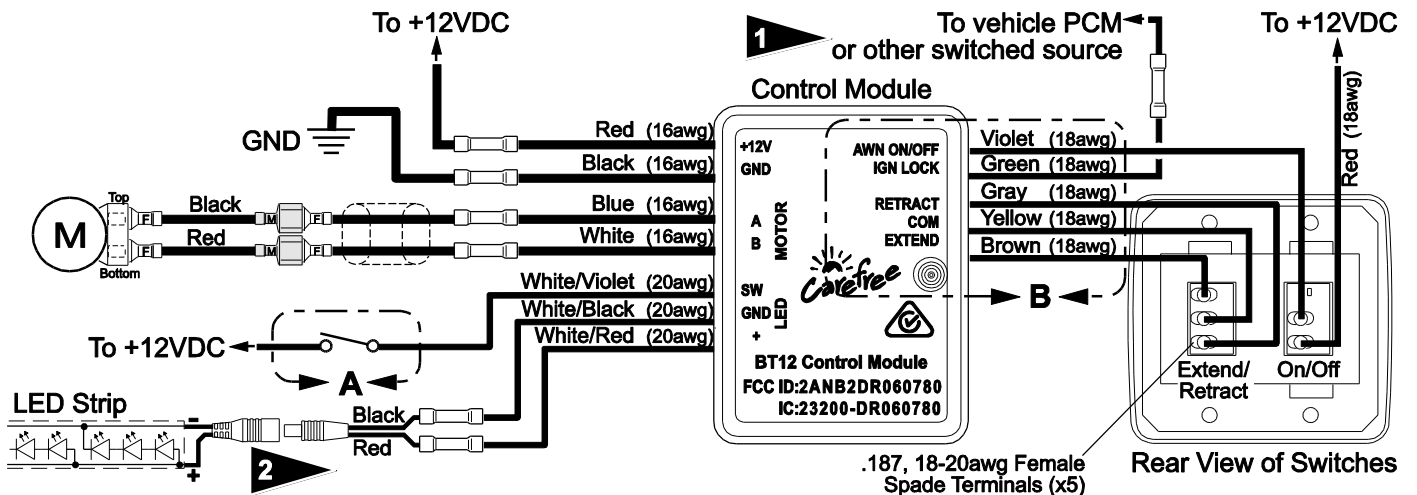 To +12VDC
1
To vehicle PCM
or other switched source
To +12VDC
Control Module
Red (18awg)
GND
Red (16awg)
Black (16awg)
Blue (16awg)
White (16awg)
+12V
GND
A
B
MOTOR
AWN ON/OFF
IGN LOCK
RETRACT
COM
EXTEND
Violet (18awg)
Green (18awg)
Gray (18awg)
Yellow (18awg)
Brown (18awg)
Top
M
Bottom
F
F
Black
Red
M
M
F
F
White/Violet (20awg)
White/Black (20awg)
White/Red (20awg)
SW
GND
+
LED
Carefree
B
To +12VDC
A
BT12 Control Module
FCC ID:2ANB2DR060780
IC:23200-DR060780
Extend/
Retract
On/Off
LED Strip
-
+
Black
Red
2
.187, 18-20awg Female
Spade Terminals (x5)
Rear View of Switches